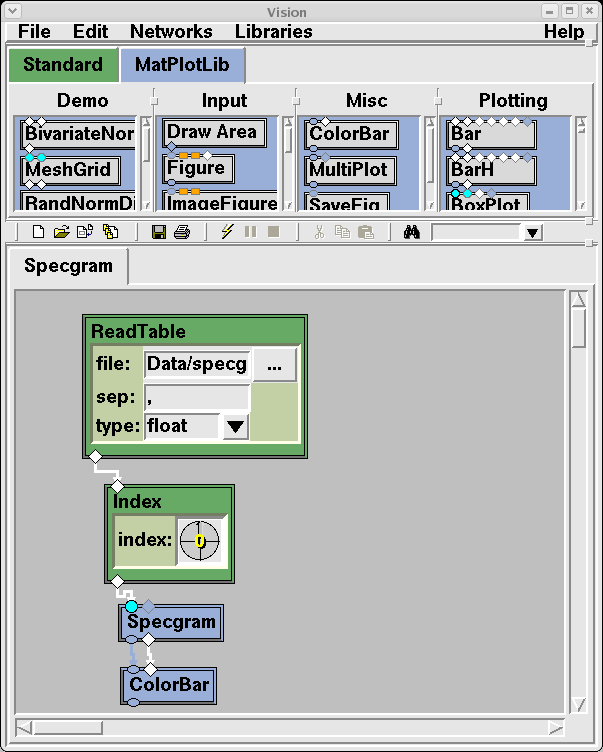 Vision
File Edit Networks Libraries Help
Standard MatPlotLib
Demo Input Misc Plotting
BivariateNor Draw Area ColorBar Bar
MeshGrid Figure MultiPlot BarH
RandNormDi ImageFigure SaveFig BoxPlot
Specgram
ReadTable
file: Data/specg ...
sep: ,
type: float
Index
index:
Specgram
ColorBar